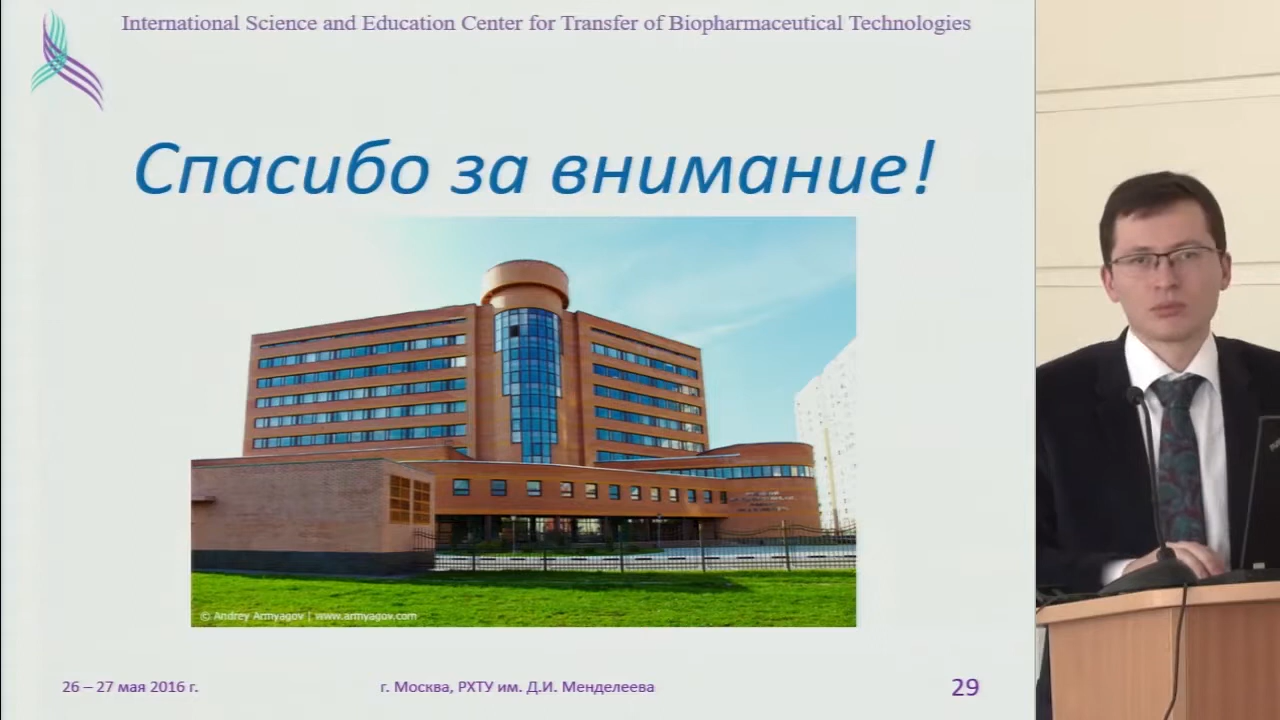 International Science and Education Center for Transfer of Biopharmaceutical Technologies
Спасибо за внимание!
© Andrey Armyagov | www.armyagov.com
26 – 27 мая 2016 г.
г. Москва, РХТУ им. Д.И. Менделеева
29